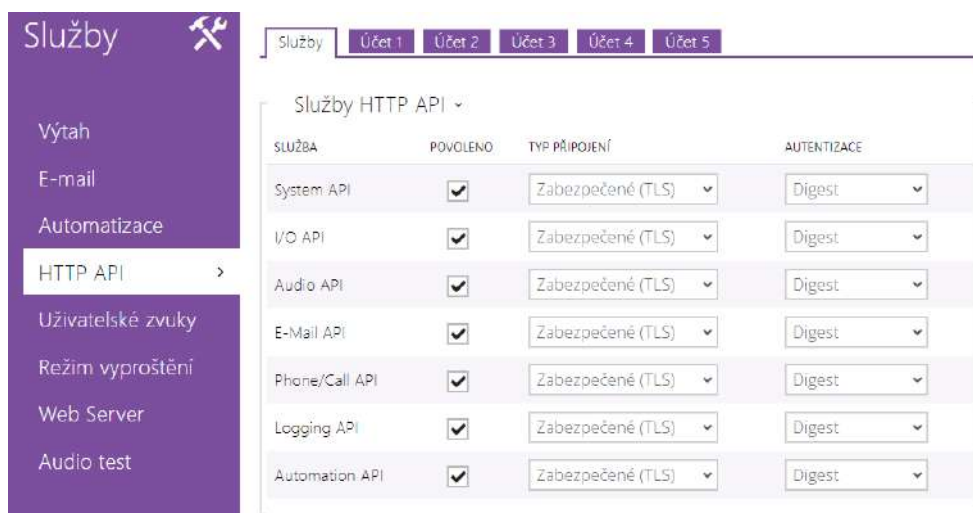 Služby
Výtah
E-mail
Automatizace
HTTP API
Uživatelské zvuky
Režim vyproštění
Web Server
Audio test
Služby Účet 1 Účet 2 Účet 3 Účet 4 Účet 5
Služby HTTP API
SLUŽBA POVOLENO TYP PŘIPOJENÍ AUTENTIZACE
System API Zabezpečené (TLS) Digest
I/O API Zabezpečené (TLS) Digest
Audio API Zabezpečené (TLS) Digest
E-Mail API Zabezpečené (TLS) Digest
Phone/Call API Zabezpečené (TLS) Digest
Logging API Zabezpečené (TLS) Digest
Automation API Zabezpečené (TLS) Digest